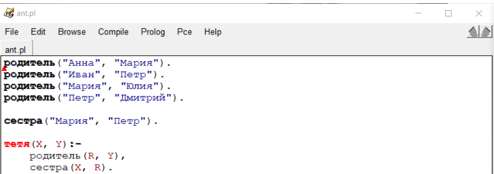 ant.pl
File Edit Browse Compile Prolog Pce Help
ant.pl
родитель("Анна", "Мария").
родитель("Иван", "Петр").
родитель("Мария", "Юлия").
родитель("Петр", "Дмитрий").
сестра("Мария", "Петр").
тетя(X, Y):-
родитель(R, Y),
сестра(X, R).